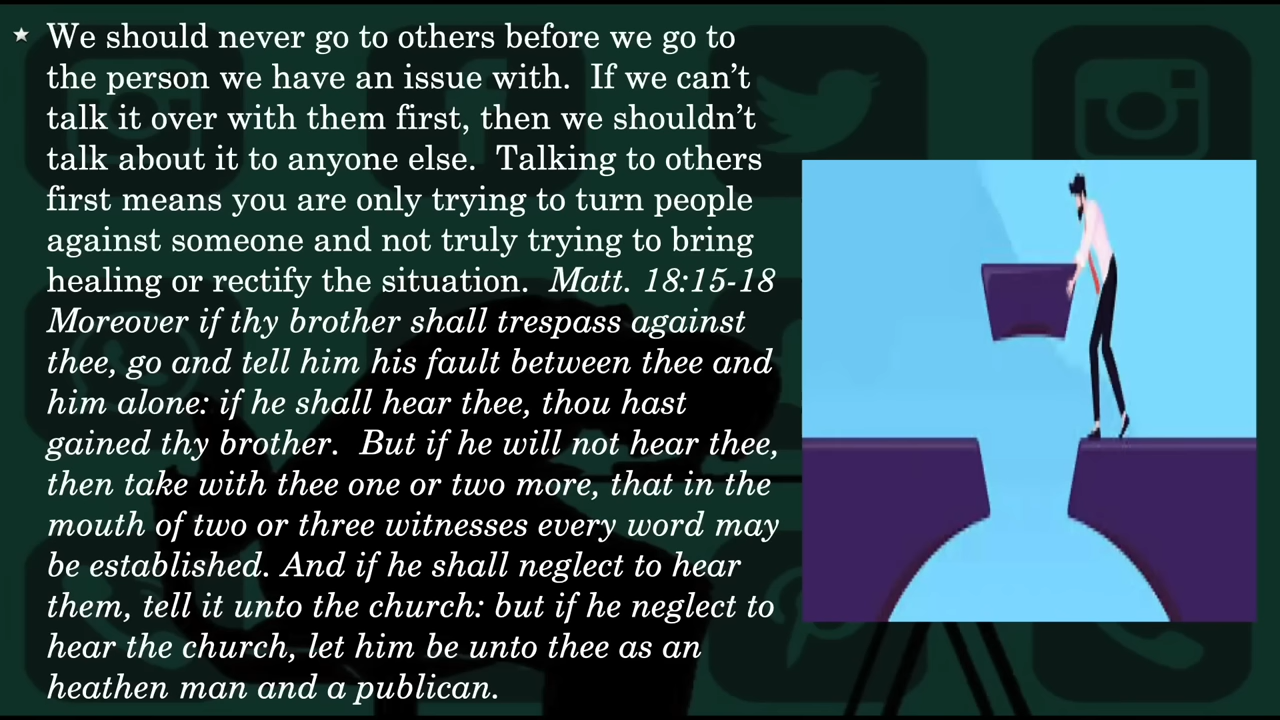 We should never go to others before we go to
the person we have an issue with.  If we can't
talk it over with them first, then we shouldn't
talk about it to anyone else.  Talking to others
first means you are only trying to turn people
against someone and not truly trying to bring
healing or rectify the situation.  Matt. 18:15-18
Moreover if thy brother shall trespass against
thee, go and tell him his fault between thee and
him alone: if he shall hear thee, thou hast
gained thy brother.  But if he will not hear thee,
then take with thee one or two more, that in the
mouth of two or three witnesses every word may
be established. And if he shall neglect to hear
them, tell it unto the church: but if he neglect to
hear the church, let him be unto thee as an
heathen man and a publican.